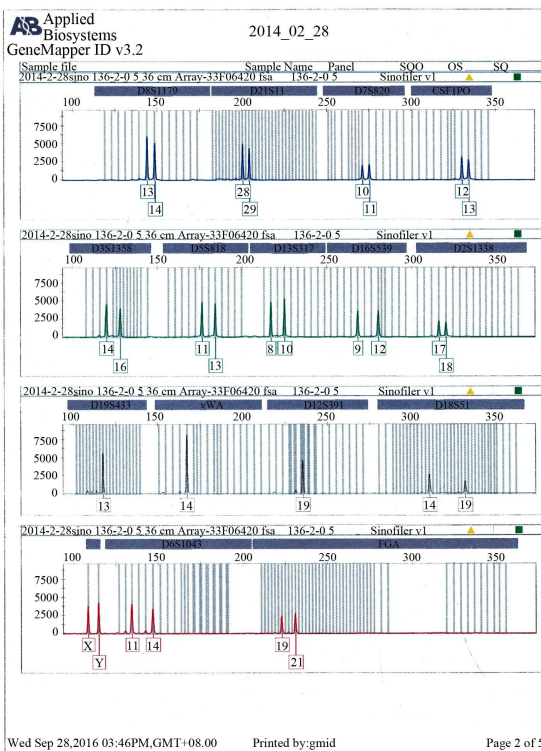 AB Applied
Biosystems
2014_02_28
GeneMapper ID v3.2
Sample file Sample Name Panel SQO OS SQ
2014-2-28sino 136-2-0 5 36 cm Array-33F06420 fsa 136-2-0 5 Sinofiler v1
D8S1179 D21S11 D7S820 CSF1PO
100 150 200 250 300 350
7500
5000
2500
0
13 28 10 12
14 29 11 13
2014-2-28sino 136-2-0 5 36 cm Array-33F06420 fsa 136-2-0 5 Sinofiler v1
D3S1358 D5S818 D13S317 D16S539 D2S1338
100 150 200 250 300 350
7500
5000
2500
0
14 11 8 10 9 12 17
16 13 18
2014-2-28sino 136-2-0 5 36 cm Array-33F06420 fsa 136-2-0 5 Sinofiler v1
D19S433 vWA D12S391 D18S51
100 150 200 250 300 350
7500
5000
2500
0
13 14 19 14 19
2014-2-28sino 136-2-0 5 36 cm Array-33F06420 fsa 136-2-0 5 Sinofiler v1
D6S1043 FGA
100 150 200 250 300 350
7500
5000
2500
0
X 11 14 19
Y 21
Wed Sep 28,2016 03:46PM,GMT+08.00 Printed by:gmid Page 2 of 5